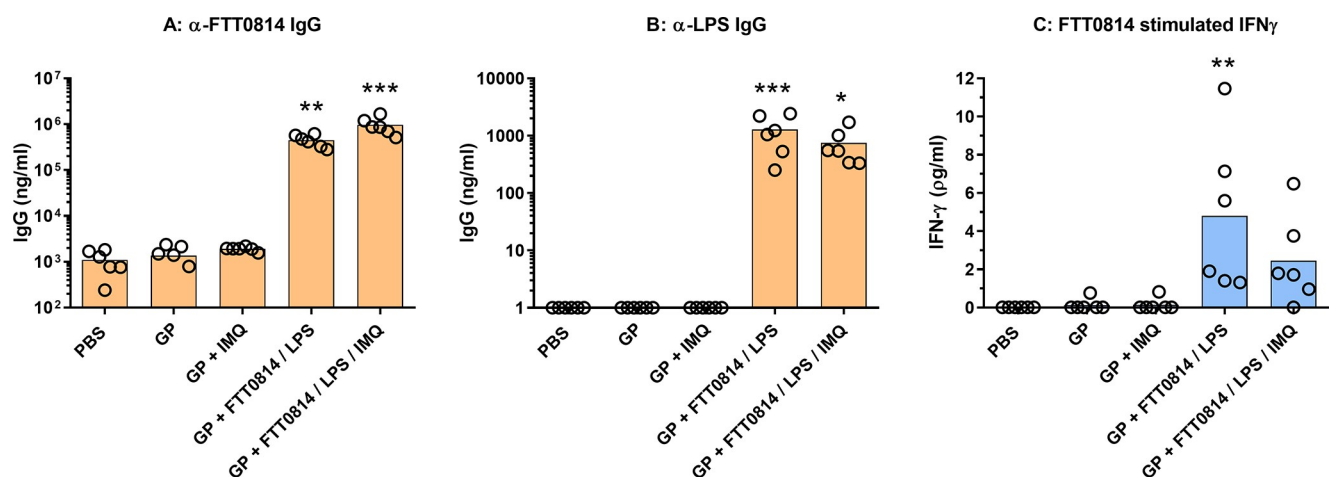 A: α-FTT0814 IgG
IgG (ng/ml)
10⁷
10⁶
10⁵
10⁴
10³
10²
**
***
PBS
GP
GP + IMQ
GP + FTT0814 / LPS
GP + FTT0814 / LPS / IMQ
B: α-LPS IgG
IgG (ng/ml)
10000
1000
100
10
1
***
*
PBS
GP
GP + IMQ
GP + FTT0814 / LPS
GP + FTT0814 / LPS / IMQ
C: FTT0814 stimulated IFNγ
IFN-γ (ρg/ml)
12
10
8
6
4
2
0
**
PBS
GP
GP + IMQ
GP + FTT0814 / LPS
GP + FTT0814 / LPS / IMQ